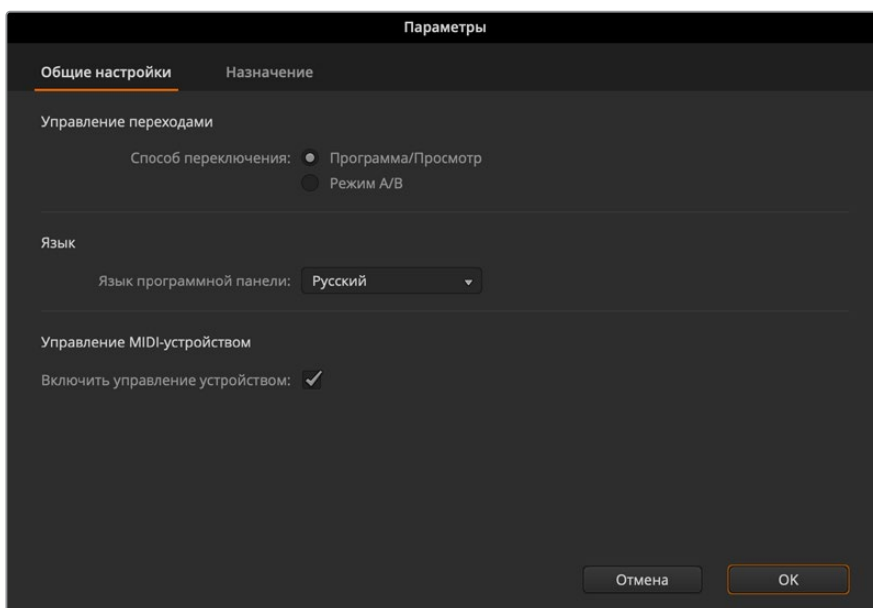 Параметры
Общие настройки Назначение
Управление переходами
Способ переключения: Программа/Просмотр
Режим A/B
Язык
Язык программной панели: Русский
Управление MIDI-устройством
Включить управление устройством:
Отмена OK